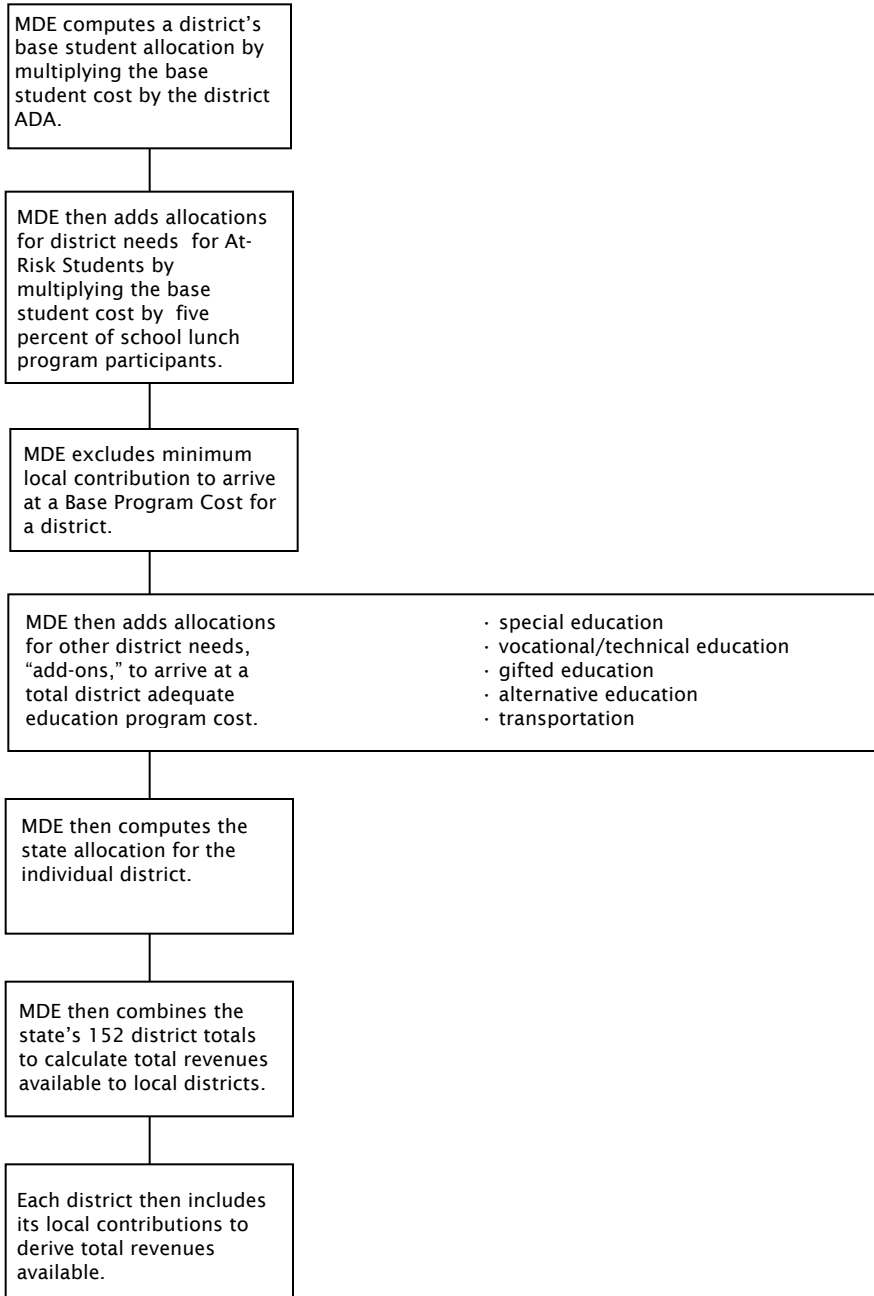 MDE computes a district’s
base student allocation by
multiplying the base
student cost by the district
ADA.
MDE then adds allocations
for district needs  for At-
Risk Students by
multiplying the base
student cost by  five
percent of school lunch
program participants.
MDE excludes minimum
local contribution to arrive
at a Base Program Cost for
a district.
MDE then adds allocations
for other district needs,
“add-ons,” to arrive at a
total district adequate
education program cost.
· special education
· vocational/technical education
· gifted education
· alternative education
· transportation
MDE then computes the
state allocation for the
individual district.
MDE then combines the
state’s 152 district totals
to calculate total revenues
available to local districts.
Each district then includes
its local contributions to
derive total revenues
available.